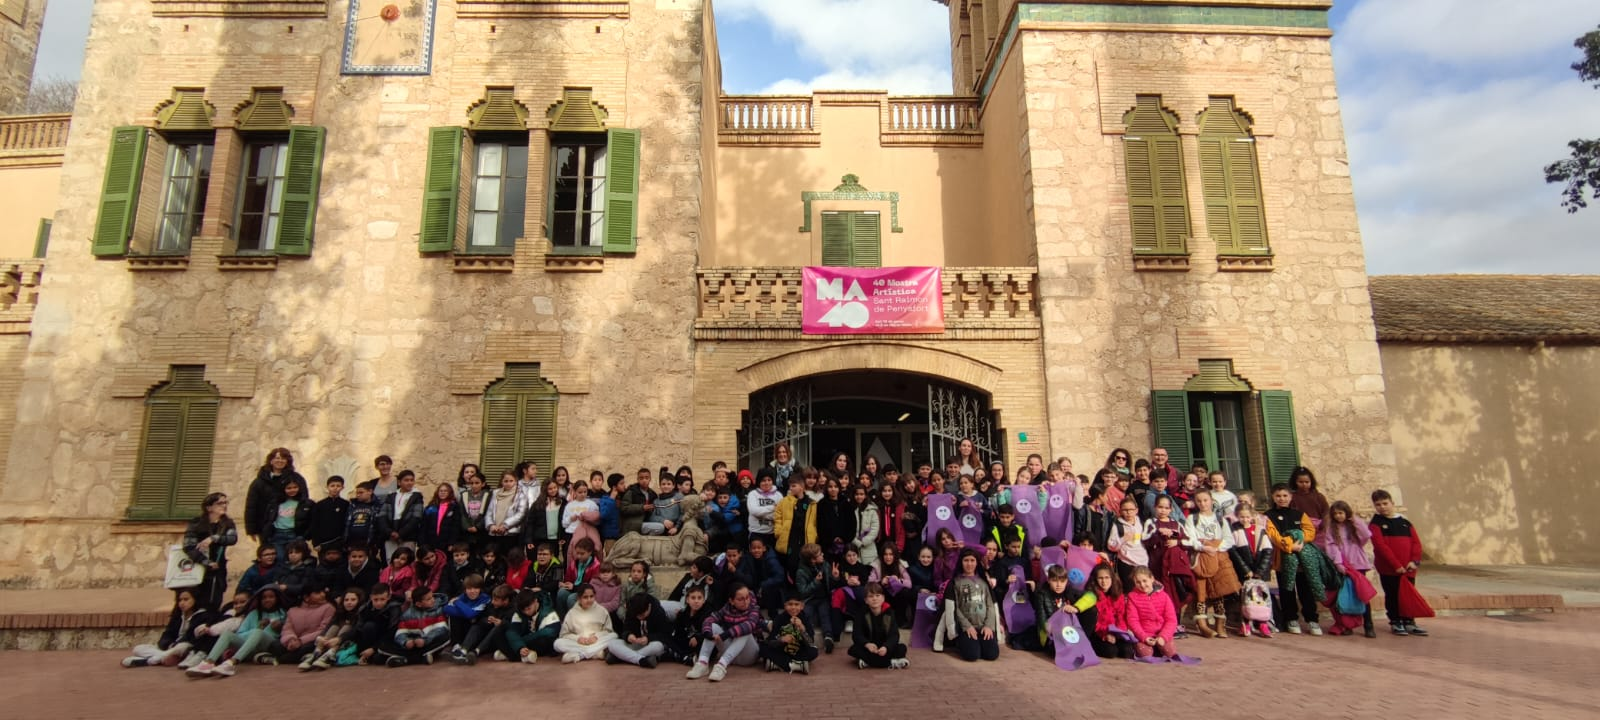 MA
40
40 Mostra
Artística
Sant Raimon
de Penyafort